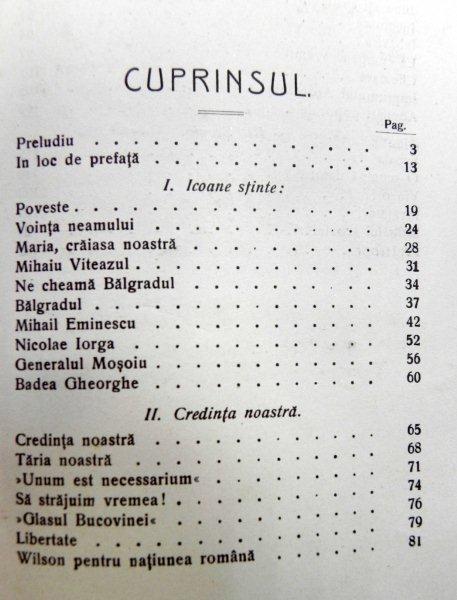 CUPRINSUL.
Pag.
Preludiu . . . . . . . . . . . . . . 3
In loc de prefață . . . . . . . . . . . 13
I. Icoane sfinte:
Poveste . . . . . . . . . . . . . . . 19
Voința neamului . . . . . . . . . . . 24
Maria, crăiasa noastră . . . . . . . . . 28
Mihaiu Viteazul . . . . . . . . . . . . 31
Ne cheamă Bălgradul . . . . . . . . . 34
Bălgradul . . . . . . . . . . . . . . 37
Mihail Eminescu . . . . . . . . . . . 42
Nicolae Iorga . . . . . . . . . . . . 52
Generalul Moșoiu . . . . . . . . . . . 56
Badea Gheorghe . . . . . . . . . . . 60
II. Credința noastră.
Credința noastră . . . . . . . . . . . 65
Tăria noastră . . . . . . . . . . . . 68
»Unum est necessarium« . . . . . . . . 71
Să străjuim vremea! . . . . . . . . . . 74
»Glasul Bucovinei« . . . . . . . . . . 76
Libertate . . . . . . . . . . . . . . 79
Wilson pentru națiunea română . . . . . . 81